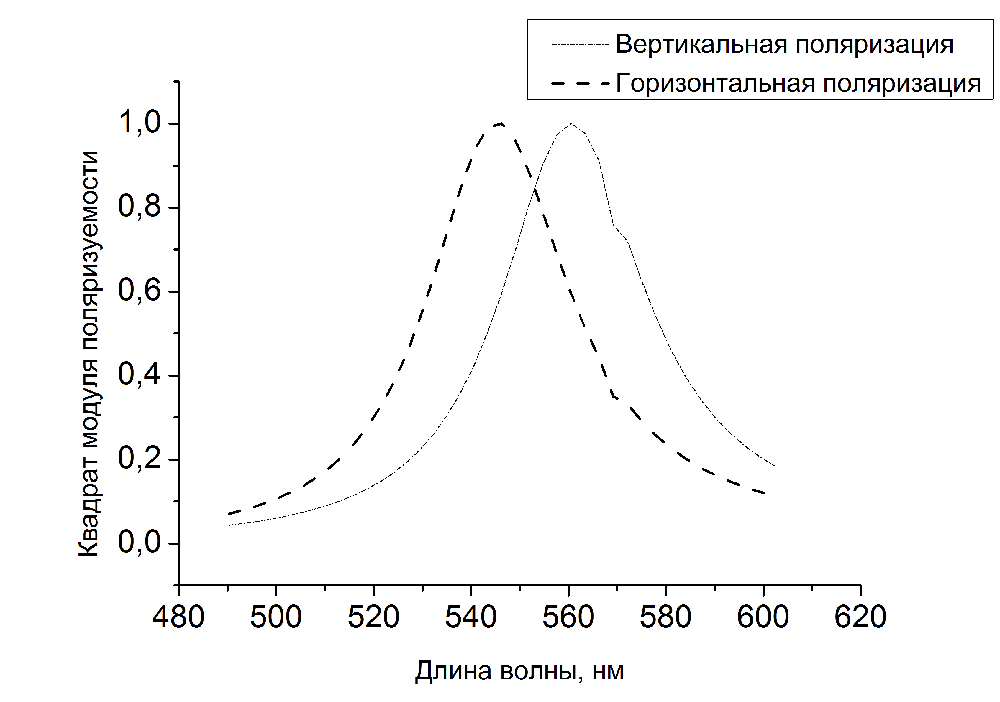 Вертикальная поляризация
Горизонтальная поляризация
Квадрат модуля поляризуемости
1,0
0,8
0,6
0,4
0,2
0,0
480 500 520 540 560 580 600 620
Длина волны, нм